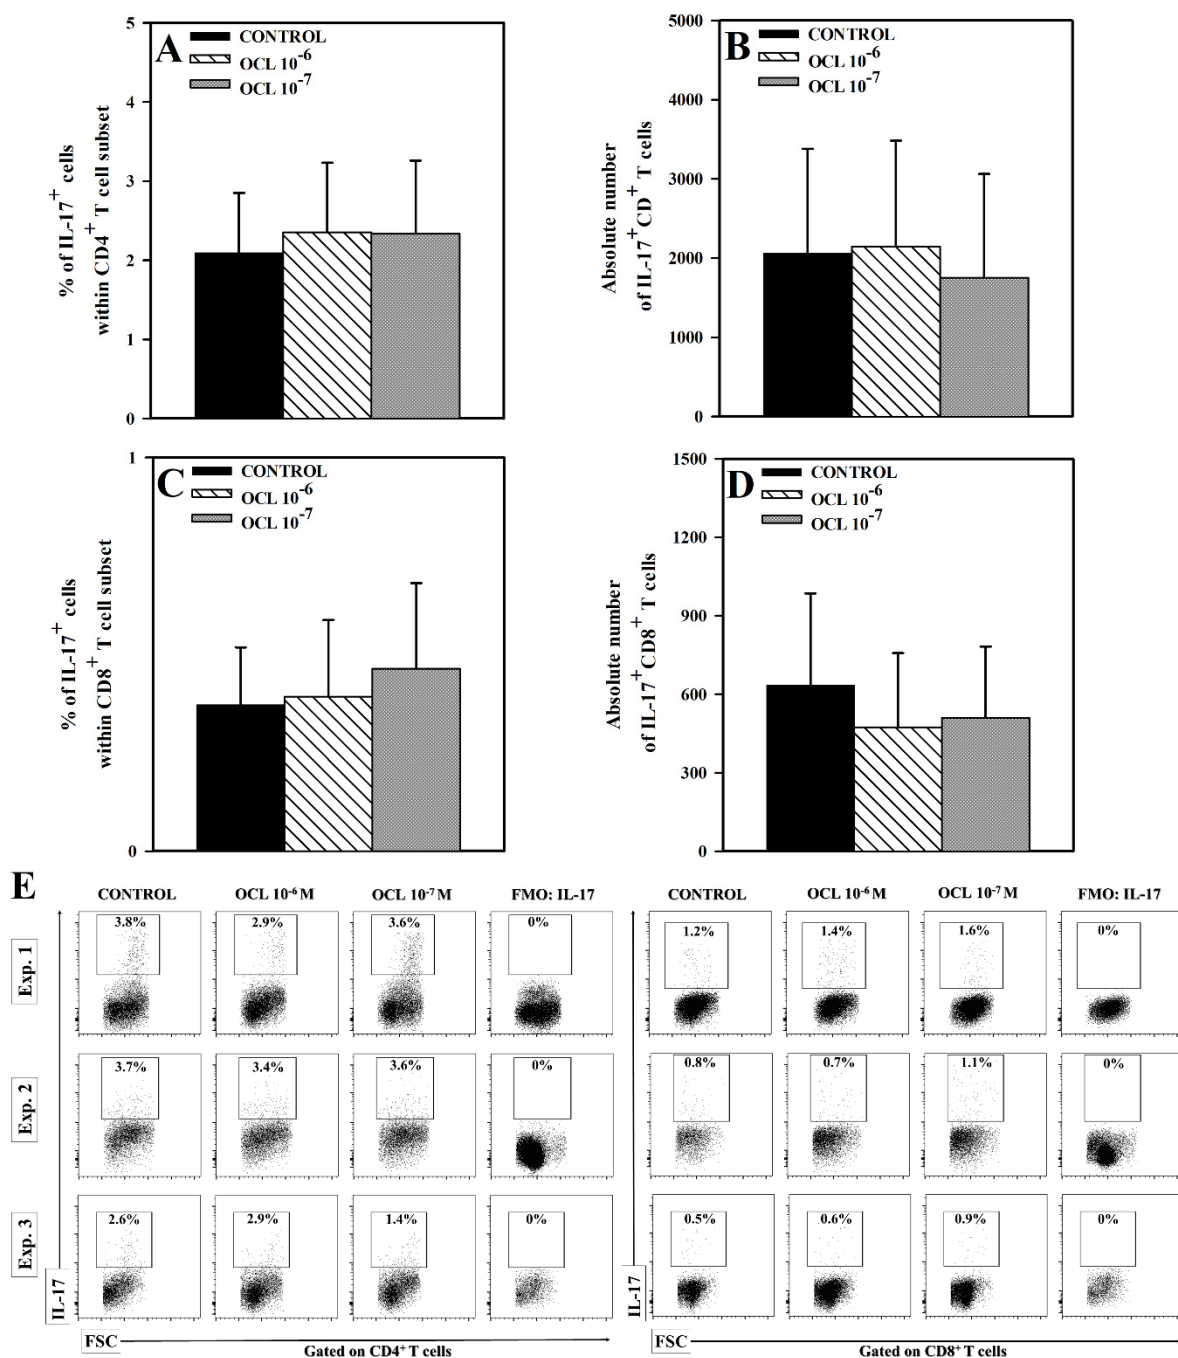 A
CONTROL
OCL 10-6
OCL 10-7
5
4
3
2
1
0
% of IL-17+ cells
within CD4+ T cell subset
B
CONTROL
OCL 10-6
OCL 10-7
5000
4000
3000
2000
1000
0
Absolute number
of IL-17+CD+ T cells
C
CONTROL
OCL 10-6
OCL 10-7
1
0
% of IL-17+ cells
within CD8+ T cell subset
D
CONTROL
OCL 10-6
OCL 10-7
1500
1200
900
600
300
0
Absolute number
of IL-17+CD8+ T cells
E
CONTROL OCL 10-6 M OCL 10-7 M FMO: IL-17 CONTROL OCL 10-6 M OCL 10-7 M FMO: IL-17
Exp. 1
3.8% 2.9% 3.6% 0% 1.2% 1.4% 1.6% 0%
Exp. 2
3.7% 3.4% 3.6% 0% 0.8% 0.7% 1.1% 0%
Exp. 3
2.6% 2.9% 1.4% 0% 0.5% 0.6% 0.9% 0%
IL-17 IL-17
FSC FSC
Gated on CD4+ T cells Gated on CD8+ T cells